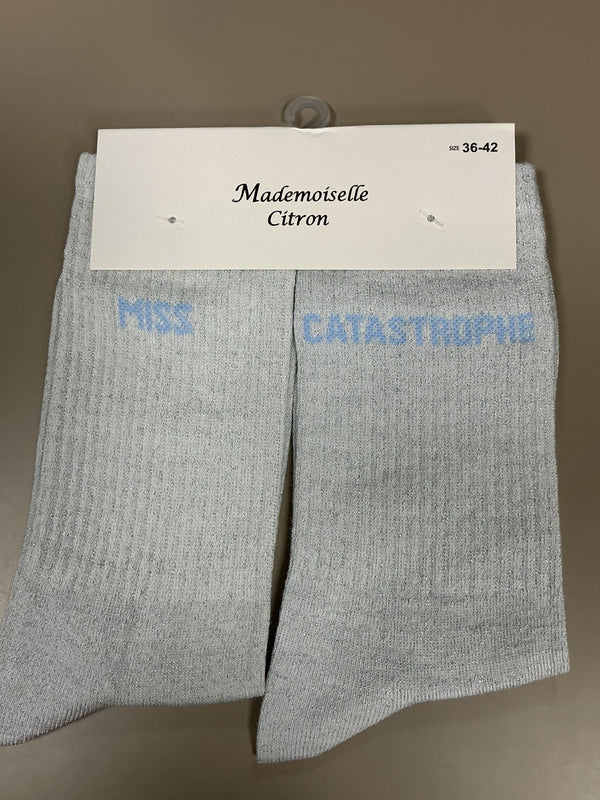 SIZE 36-42
Mademoiselle
Citron
MISS CATASTROPHE